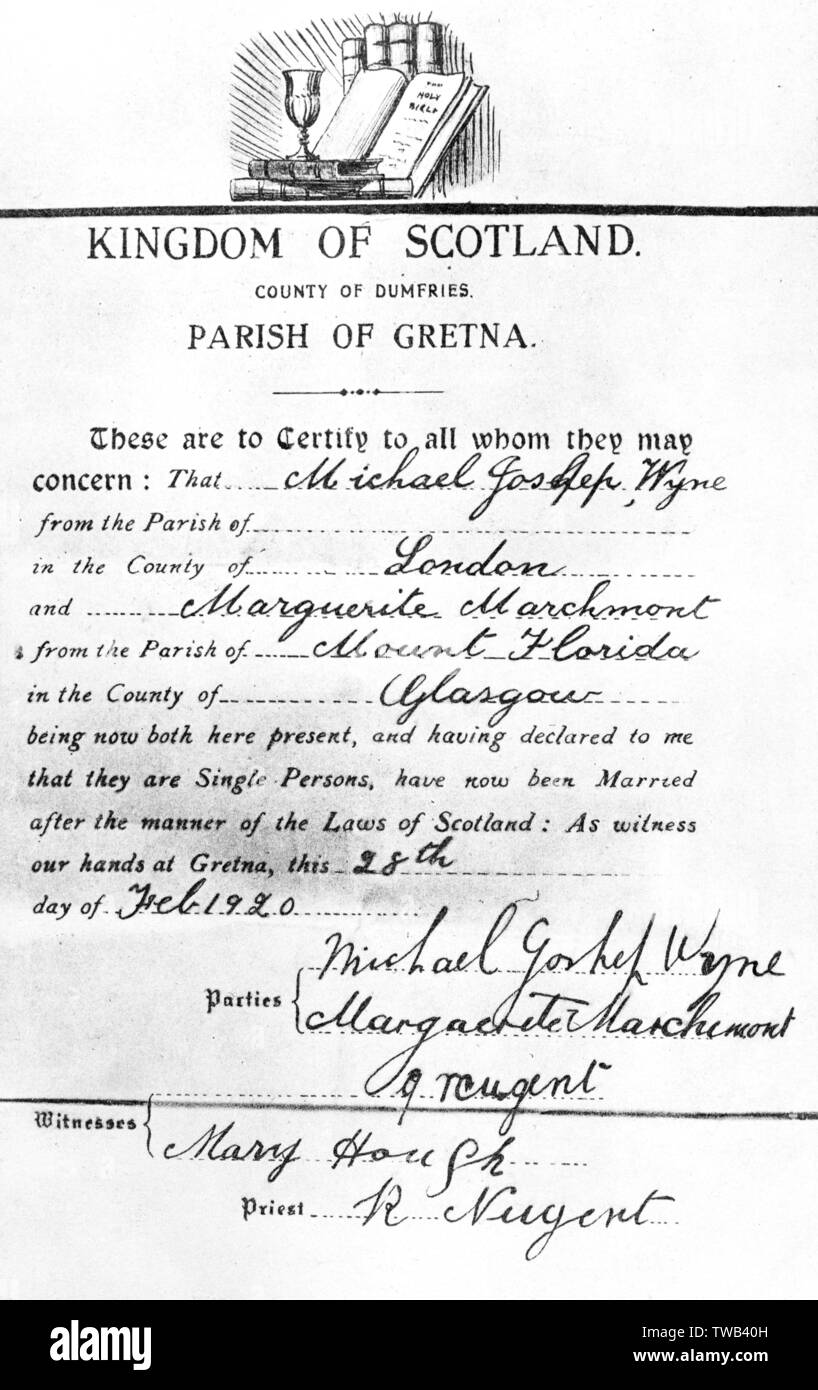 THE
HOLY
BIBLE
KINGDOM OF SCOTLAND.
COUNTY OF DUMFRIES.
PARISH OF GRETNA.
These are to Certify to all whom they may
concern: That Michael Joshep Wyne
from the Parish of
in the County of London
and Marguerite Marchmont
from the Parish of Mount Florida
in the County of Glasgow
being now both here present, and having declared to me
that they are Single Persons, have now been Married
after the manner of the Laws of Scotland: As witness
our hands at Gretna, this 28th
day of Feb 1920
Michael Joshep Wyne
Parties
Marguerite Marchmont
Nugent
Witnesses
Mary Hough
Priest R Nugent
alamy
Image ID: TWB40H
www.alamy.com